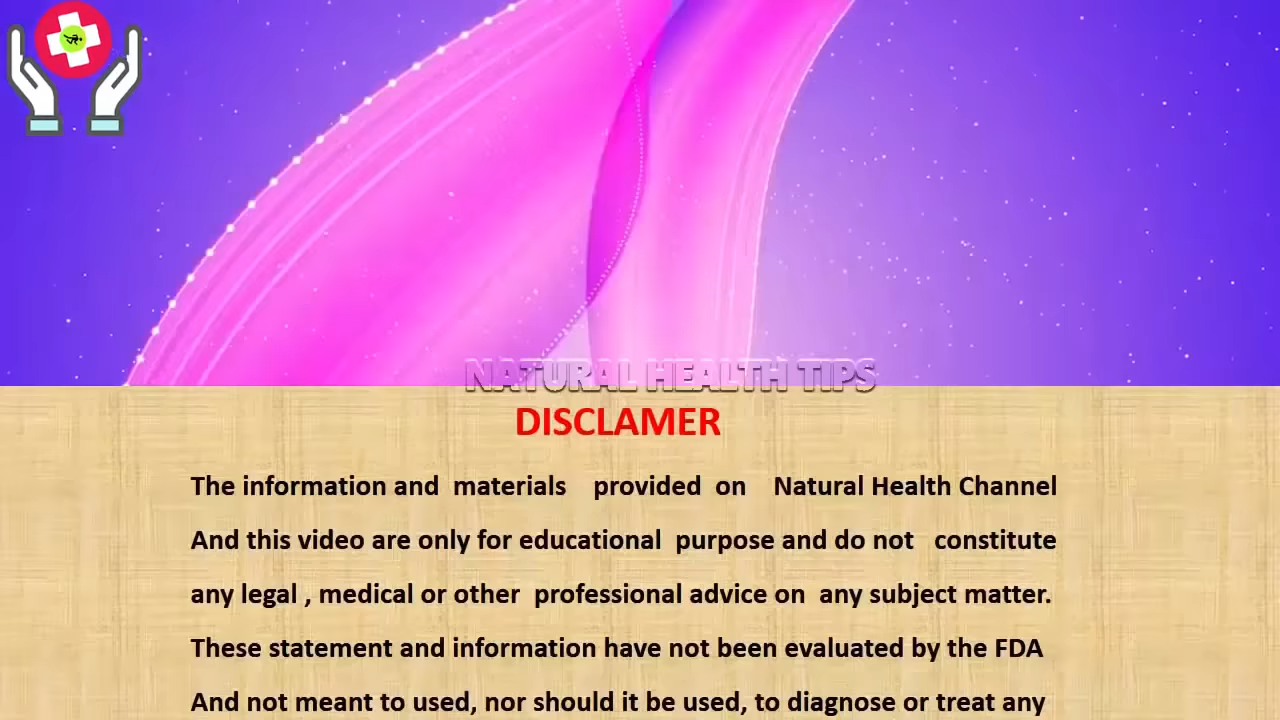 NATURAL HEALTH TIPS
DISCLAMER
The information and materials provided on Natural Health Channel
And this video are only for educational purpose and do not constitute
any legal , medical or other professional advice on any subject matter.
These statement and information have not been evaluated by the FDA
And not meant to used, nor should it be used, to diagnose or treat any